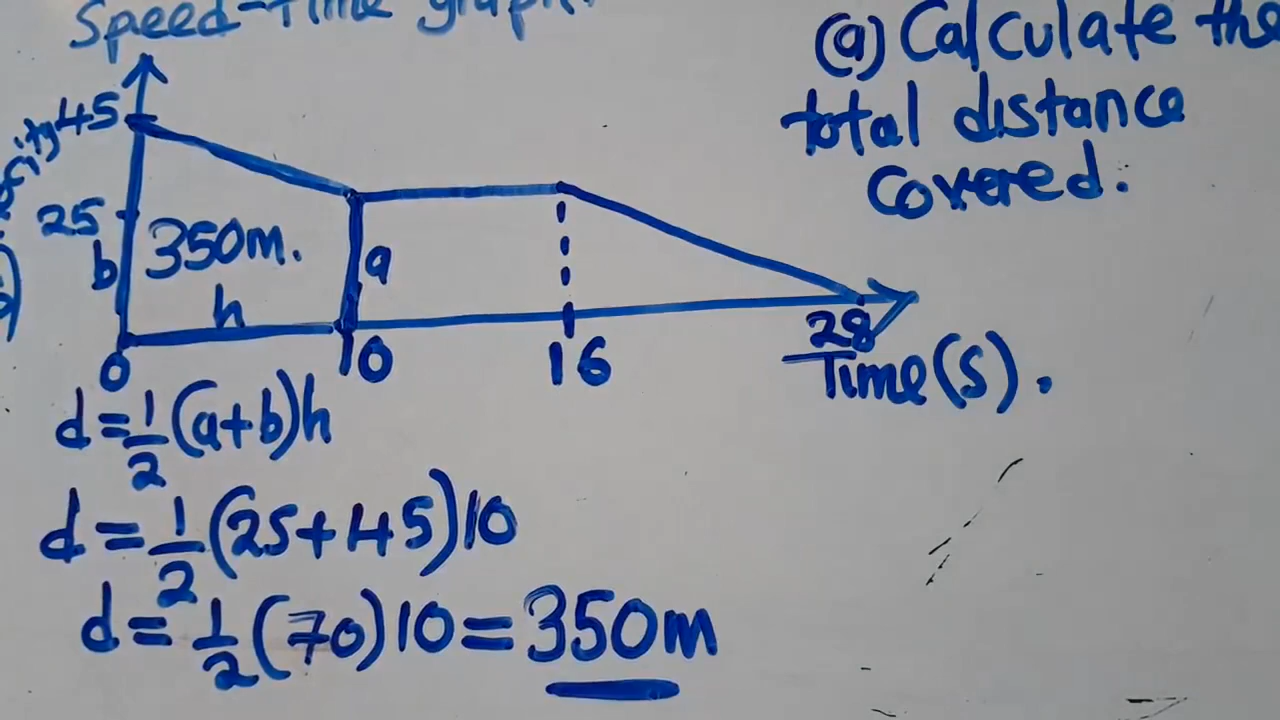 Speed-Time graph.
(a) Calculate the
total distance
covered.
45
25
b
350m.
a
h
0
10
16
28
Time(s).
d=½(a+b)h
d=½(25+45)10
d=½(70)10=350m